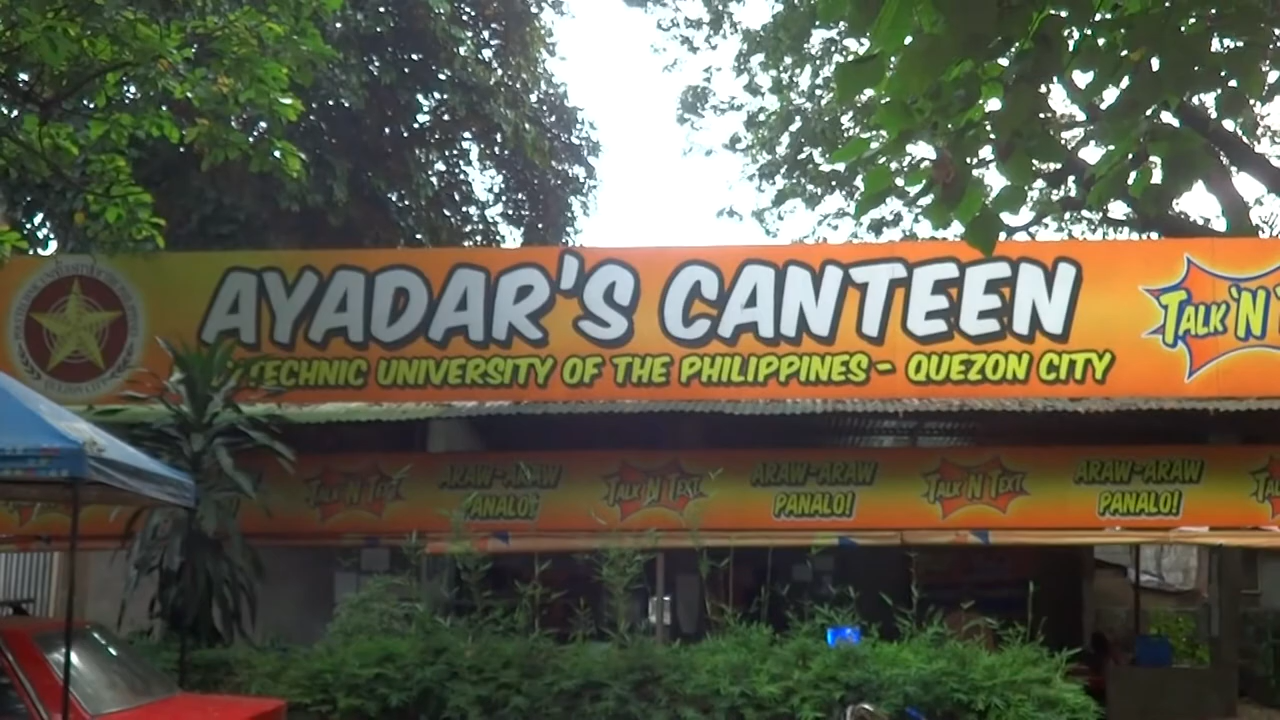 AYADAR'S CANTEEN
UNIVERSITY OF THE PHILIPPINES - QUEZON CITY
TALK 'N
TALK 'N TEXT
ARAW-ARAW
PANALO!
TALK 'N TEXT
ARAW-ARAW
PANALO!
TALK 'N TEXT
ARAW-ARAW
PANALO!